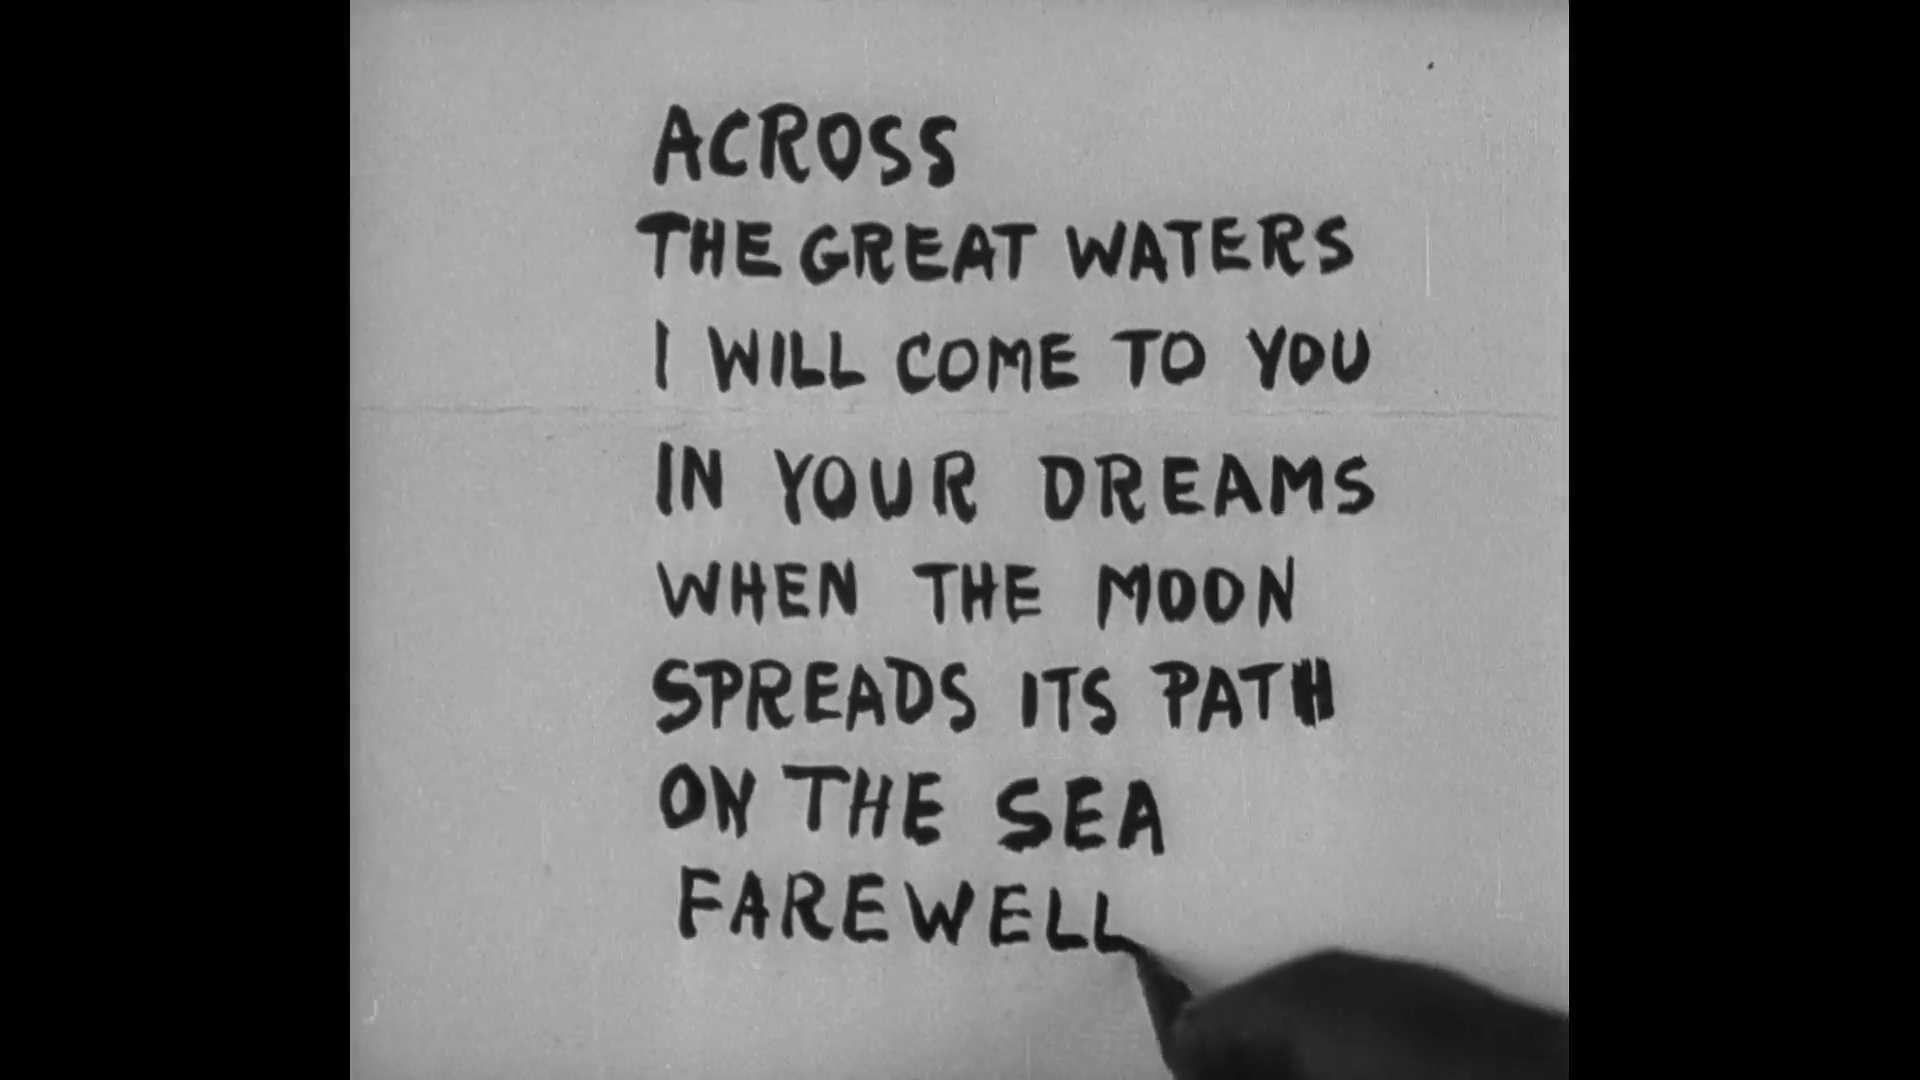 ACROSS
THE GREAT WATERS
I WILL COME TO YOU
IN YOUR DREAMS
WHEN THE MOON
SPREADS ITS PATH
ON THE SEA
FAREWELL